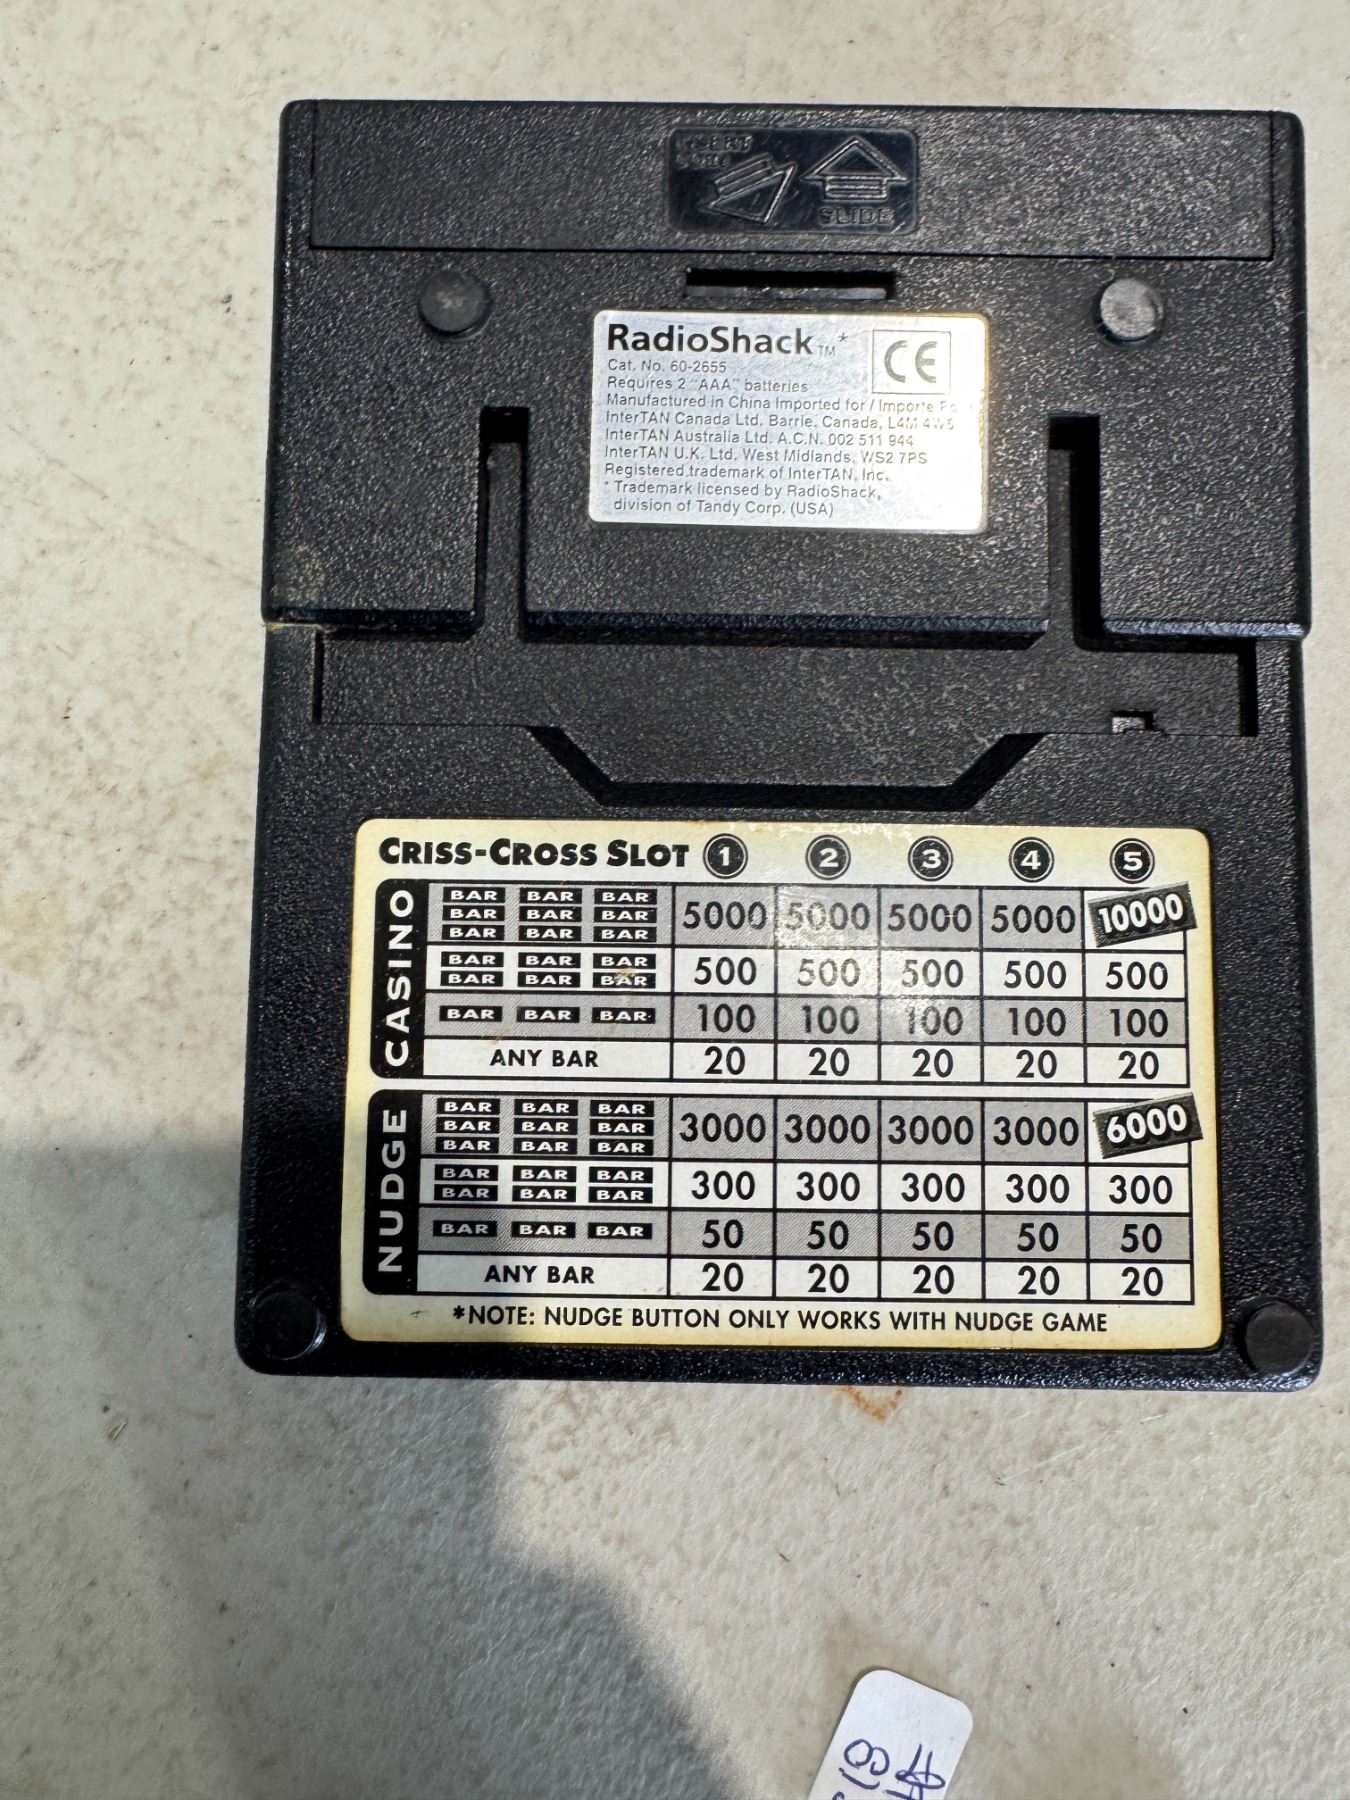 SLIDE
RadioShack TM*
CE
Cat. No. 60-2655
Requires 2 "AAA" batteries
Manufactured in China Imported for / Importe
InterTAN Canada Ltd. Barrie, Canada, L4M 4W5
InterTAN Australia Ltd. A.C.N. 002 511 944
InterTAN U.K. Ltd. West Midlands, WS2 7PS
Registered trademark of InterTAN, Inc.
* Trademark licensed by RadioShack,
division of Tandy Corp. (USA)
CRISS-CROSS SLOT 1 2 3 4 5
CASINO
BAR BAR BAR
BAR BAR BAR
BAR BAR BAR
5000 5000 5000 5000 10000
BAR BAR BAR
BAR BAR BAR
500 500 500 500 500
BAR BAR BAR 100 100 100 100 100
ANY BAR 20 20 20 20 20
NUDGE
BAR BAR BAR
BAR BAR BAR
BAR BAR BAR
3000 3000 3000 3000 6000
BAR BAR BAR
BAR BAR BAR
300 300 300 300 300
BAR BAR BAR 50 50 50 50 50
ANY BAR 20 20 20 20 20
*NOTE: NUDGE BUTTON ONLY WORKS WITH NUDGE GAME